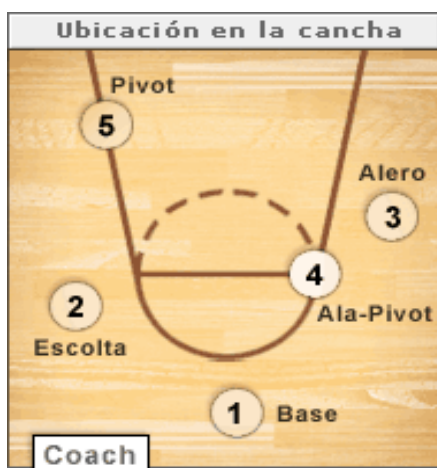 Ubicación en la cancha
Pivot
5
Alero
3
4
Ala-Pivot
2
Escolta
1 Base
Coach